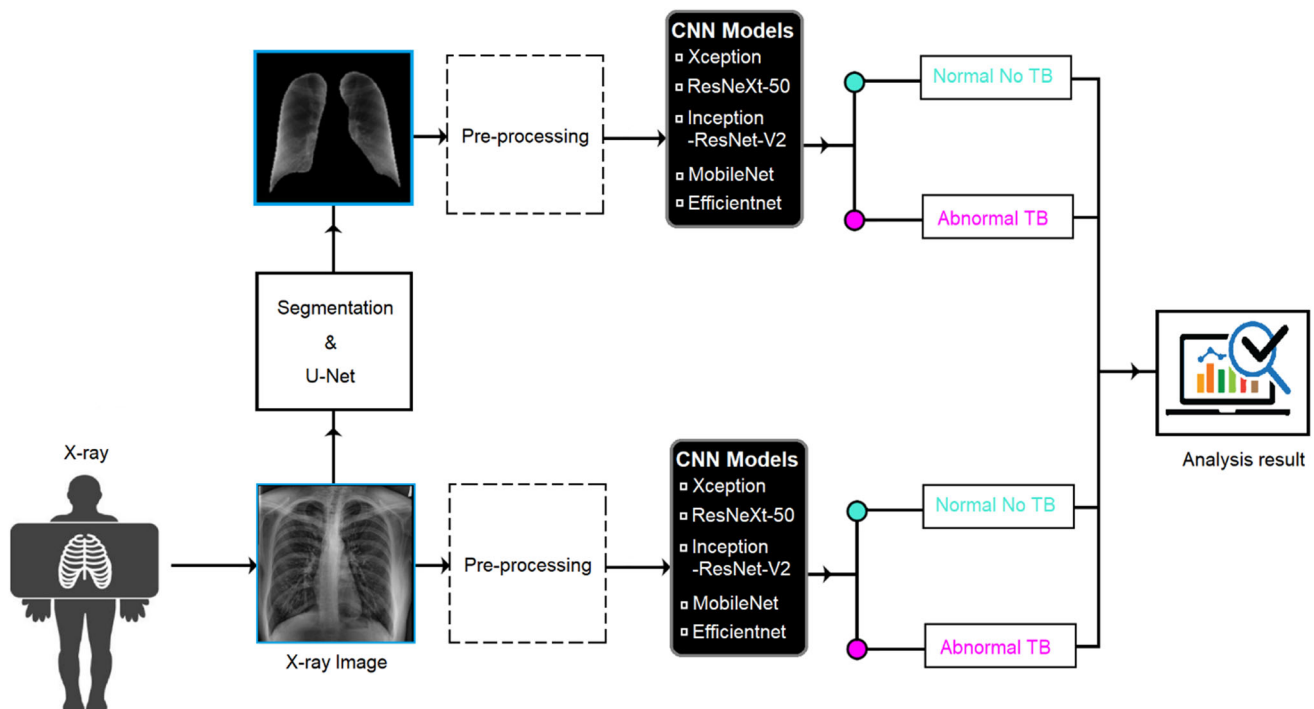 CNN Models
Xception
ResNeXt-50
Inception
-ResNet-V2
MobileNet
Efficientnet
Pre-processing
Normal No TB
Abnormal TB
Segmentation
&
U-Net
X-ray
X-ray Image
Pre-processing
CNN Models
Xception
ResNeXt-50
Inception
-ResNet-V2
MobileNet
Efficientnet
Normal No TB
Abnormal TB
Analysis result